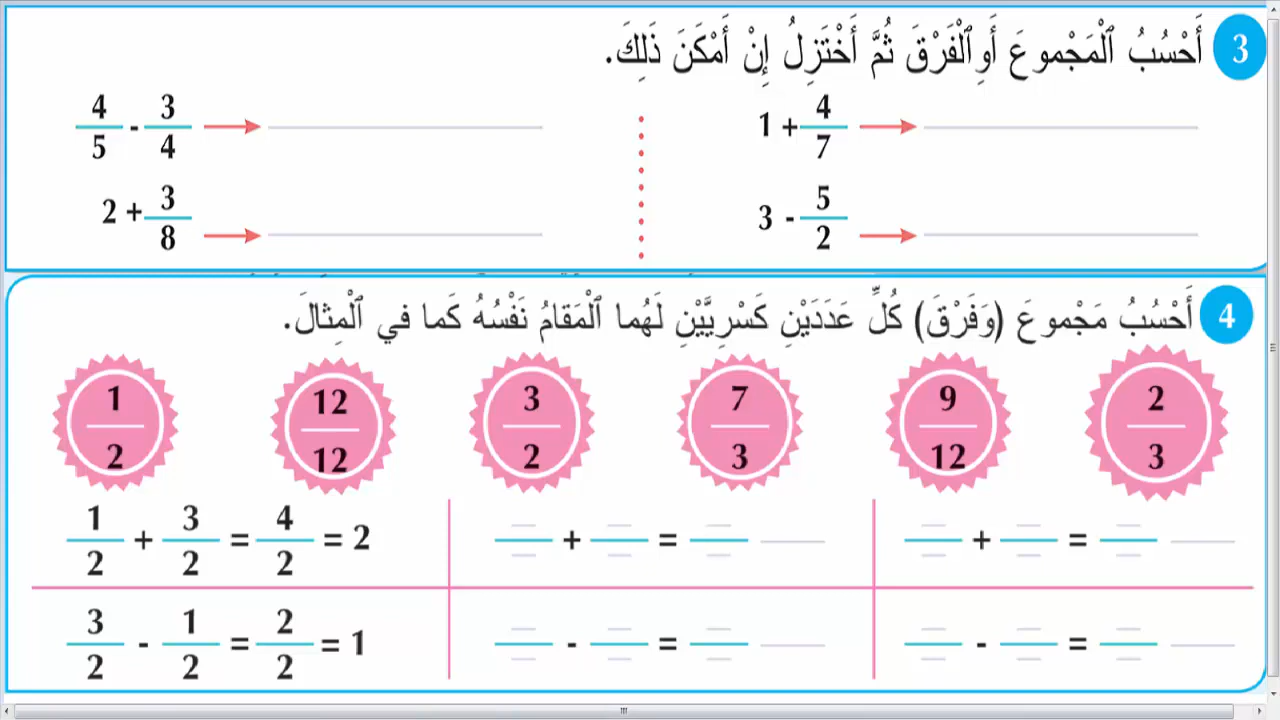 3 أَحْسُبُ ٱلْمَجْموعَ أَوِ ٱلْفَرْقَ ثُمَّ أَخْتَزِلُ إِنْ أَمْكَنَ ذَلِكَ.
4/5 - 3/4
1 + 4/7
2 + 3/8
3 - 5/2
4 أَحْسُبُ مَجْموعَ (وَفَرْقَ) كُلِّ عَدَدَيْنِ كَسْرِيَّيْنِ لَهُما ٱلْمَقامُ نَفْسُهُ كَما في ٱلْمِثالَ.
1/2 12/12 3/2 7/3 9/12 2/3
1/2 + 3/2 = 4/2 = 2
+ =
+ =
3/2 - 1/2 = 2/2 = 1
- =
- =